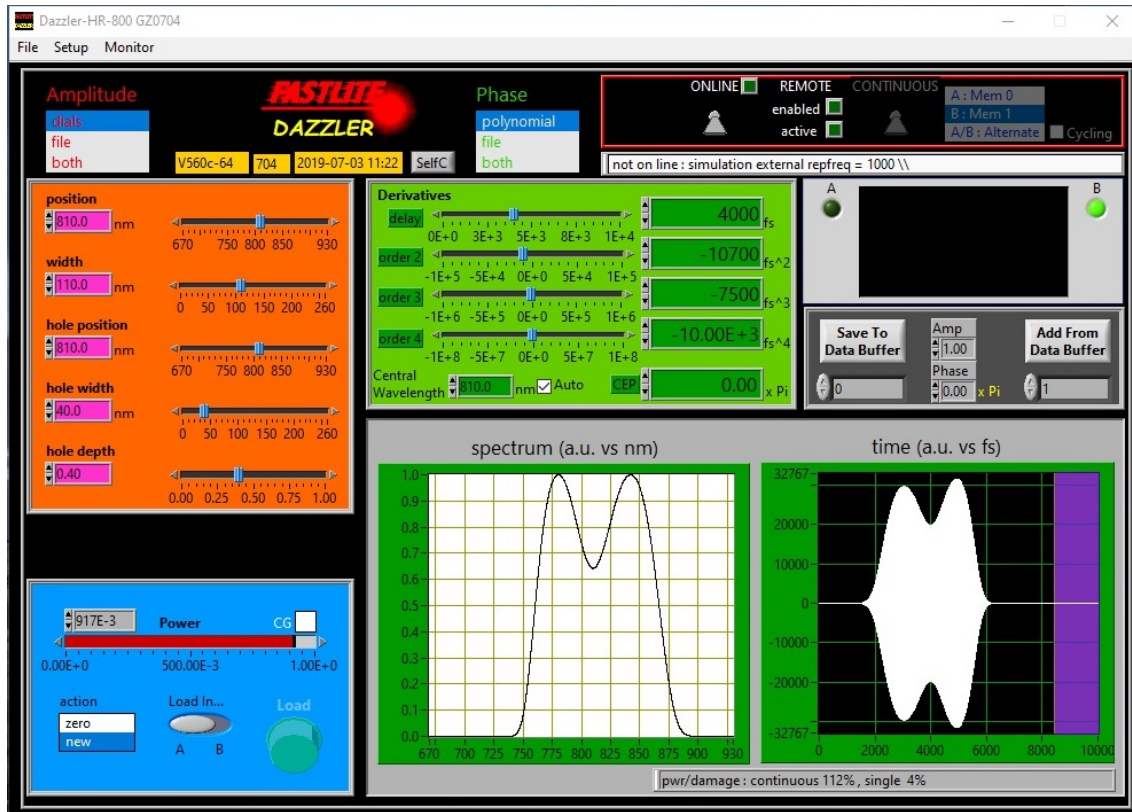 Dazzler-HR-800 GZ0704
File Setup Monitor
Amplitude
dials
file
both
FASTLITE
DAZZLER
V560c-64 704 2019-07-03 11:22 SelfC
Phase
polynomial
file
both
ONLINE REMOTE CONTINUOUS
enabled
active
A : Mem 0
B : Mem 1
A/B : Alternate Cycling
not on line : simulation external repfreq = 1000 \\
position
810.0 nm
670 750 800 850 930
width
110.0 nm
0 50 100 150 200 260
hole position
810.0 nm
670 750 800 850 930
hole width
40.0 nm
0 50 100 150 200 260
hole depth
0.40
0.00 0.25 0.50 0.75 1.00
Derivatives
delay 4000 fs
0E+0 3E+3 5E+3 8E+3 1E+4
order 2 -10700 fs^2
-1E+5 -5E+4 0E+0 5E+4 1E+5
order 3 -7500 fs^3
-1E+6 -5E+5 0E+0 5E+5 1E+6
order 4 -10.00E+3 fs^4
-1E+8 -5E+7 0E+0 5E+7 1E+8
Central
Wavelength 810.0 nm Auto CEP 0.00 x Pi
A B
Save To
Data Buffer
0
Amp
1.00
Phase
0.00 x Pi
Add From
Data Buffer
1
917E-3 Power CG
0.00E+0 500.00E-3 1.00E+0
action
zero
new
Load In...
A B
Load
spectrum (a.u. vs nm)
1.0
0.9
0.8
0.7
0.6
0.5
0.4
0.3
0.2
0.1
0.0
670 700 725 750 775 800 825 850 875 900 930
time (a.u. vs fs)
32767
20000
10000
0
-10000
-20000
-32767
0 2000 4000 6000 8000 10000
pwr/damage : continuous 112% , single 4%